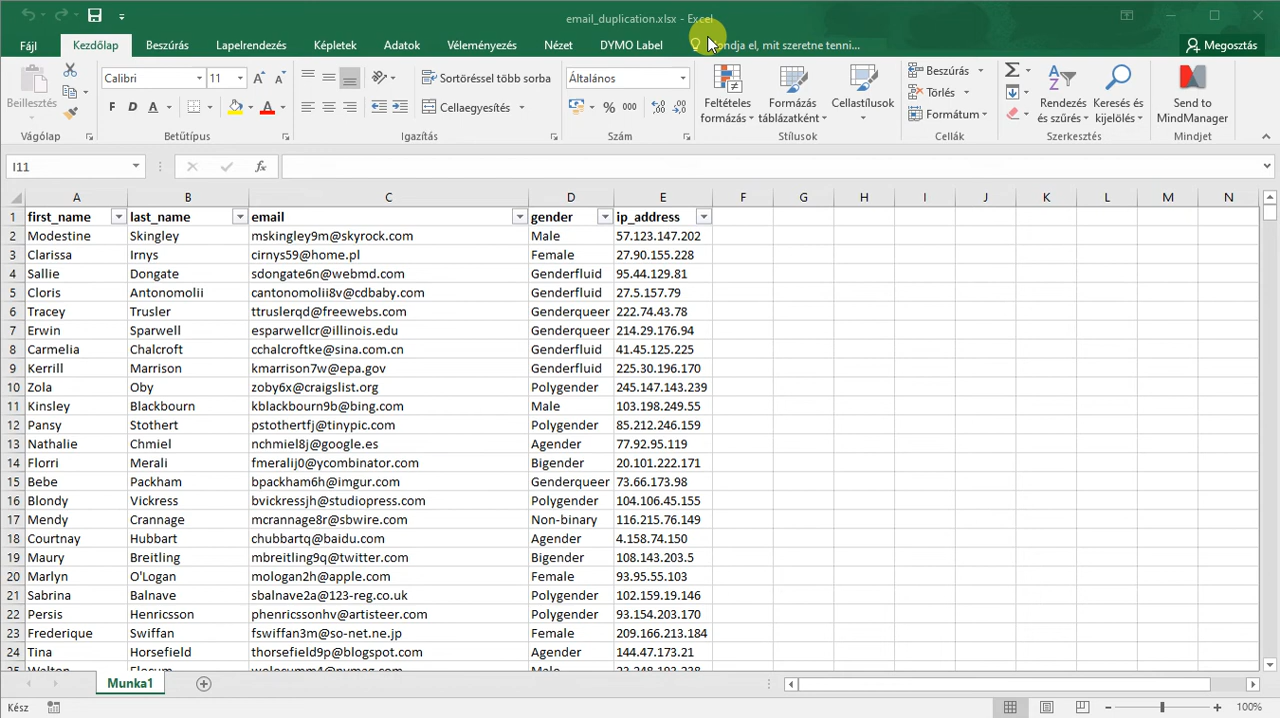 email_duplication.xlsx - Excel
Fájl Kezdőlap Beszúrás Lapelrendezés Képletek Adatok Véleményezés Nézet DYMO Label ondja el, mit szeretne tenni... Megosztás
Beillesztés
Calibri 11
F D A
Sortöréssel több sorba
Cellaegyesítés
Általános
% 000
Feltételes formázás
Formázás táblázatként
Cellastílusok
Beszúrás
Törlés
Formátum
Rendezés és szűrés
Keresés és kijelölés
Send to MindManager
Vágólap Betűtípus Igazítás Szám Stílusok Cellák Szerkesztés Mindjet
I11 fx
A B C D E F G H I J K L M N
1 first_name last_name email gender ip_address
2 Modestine Skingley mskingley9m@skyrock.com Male 57.123.147.202
3 Clarissa Irnys cirnys59@home.pl Female 27.90.155.228
4 Sallie Dongate sdongate6n@webmd.com Genderfluid 95.44.129.81
5 Cloris Antonomolii cantonomolii8v@cdbaby.com Genderfluid 27.5.157.79
6 Tracey Trusler ttruslerqd@freewebs.com Genderqueer 222.74.43.78
7 Erwin Sparwell esparwellcr@illinois.edu Genderqueer 214.29.176.94
8 Carmelia Chalcroft cchalcroftke@sina.com.cn Genderfluid 41.45.125.225
9 Kerrill Marrison kmarrison7w@epa.gov Genderfluid 225.30.196.170
10 Zola Oby zoby6x@craigslist.org Polygender 245.147.143.239
11 Kinsley Blackbourn kblackbourn9b@bing.com Male 103.198.249.55
12 Pansy Stothert pstothertfj@tinypic.com Polygender 85.212.246.159
13 Nathalie Chmiel nchmiel8j@google.es Agender 77.92.95.119
14 Florri Merali fmeralij0@ycombinator.com Bigender 20.101.222.171
15 Bebe Packham bpackham6h@imgur.com Genderqueer 73.66.173.98
16 Blondy Vickress bvickressjh@studiopress.com Polygender 104.106.45.155
17 Mendy Crannage mcrannage8r@sbwire.com Non-binary 116.215.76.149
18 Courtnay Hubbart chubbartq@baidu.com Agender 4.158.74.150
19 Maury Breitling mbreitling9q@twitter.com Bigender 108.143.203.5
20 Marlyn O'Logan mologan2h@apple.com Female 93.95.55.103
21 Sabrina Balnave sbalnave2a@123-reg.co.uk Polygender 102.159.19.146
22 Persis Henricsson phenricssonhv@artisteer.com Polygender 93.154.203.170
23 Frederique Swiffan fswiffan3m@so-net.ne.jp Female 209.166.213.184
24 Tina Horsefield thorsefield9p@blogspot.com Agender 144.47.173.21
Munka1
Kész 100%